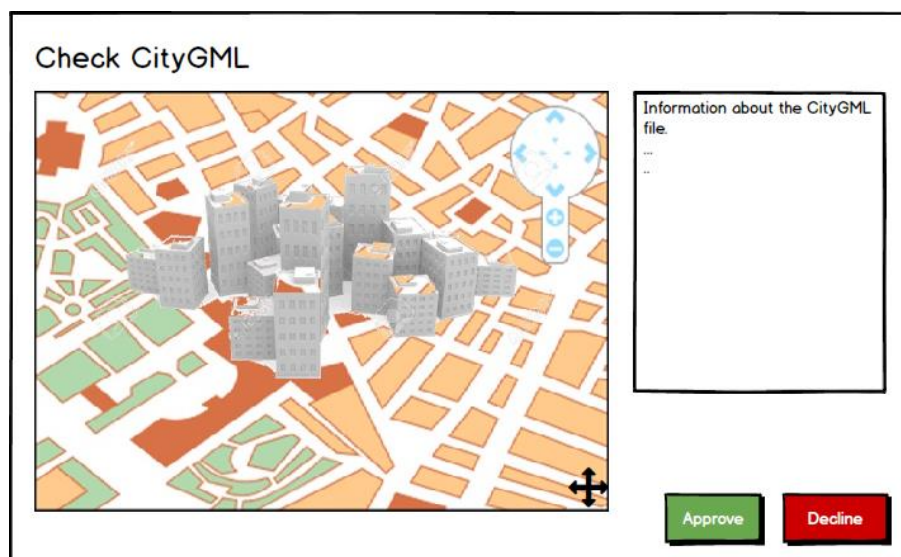 Check CityGML
Information about the CityGML
file.
...
..
Approve
Decline